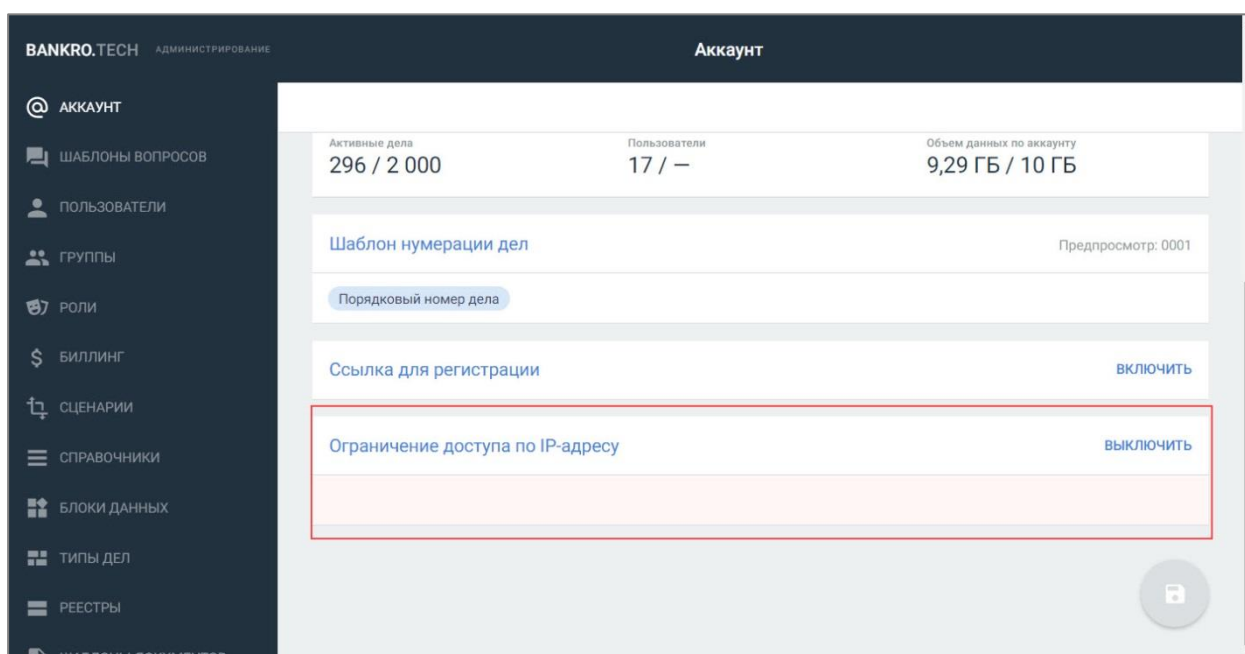 BANKRO.TECH АДМИНИСТРИРОВАНИЕ
Аккаунт
АККАУНТ
ШАБЛОНЫ ВОПРОСОВ
ПОЛЬЗОВАТЕЛИ
ГРУППЫ
РОЛИ
БИЛЛИНГ
СЦЕНАРИИ
СПРАВОЧНИКИ
БЛОКИ ДАННЫХ
ТИПЫ ДЕЛ
РЕЕСТРЫ
Активные дела
296 / 2 000
Пользователи
17 / —
Объем данных по аккаунту
9,29 ГБ / 10 ГБ
Шаблон нумерации дел
Предпросмотр: 0001
Порядковый номер дела
Ссылка для регистрации
ВКЛЮЧИТЬ
Ограничение доступа по IP-адресу
ВЫКЛЮЧИТЬ